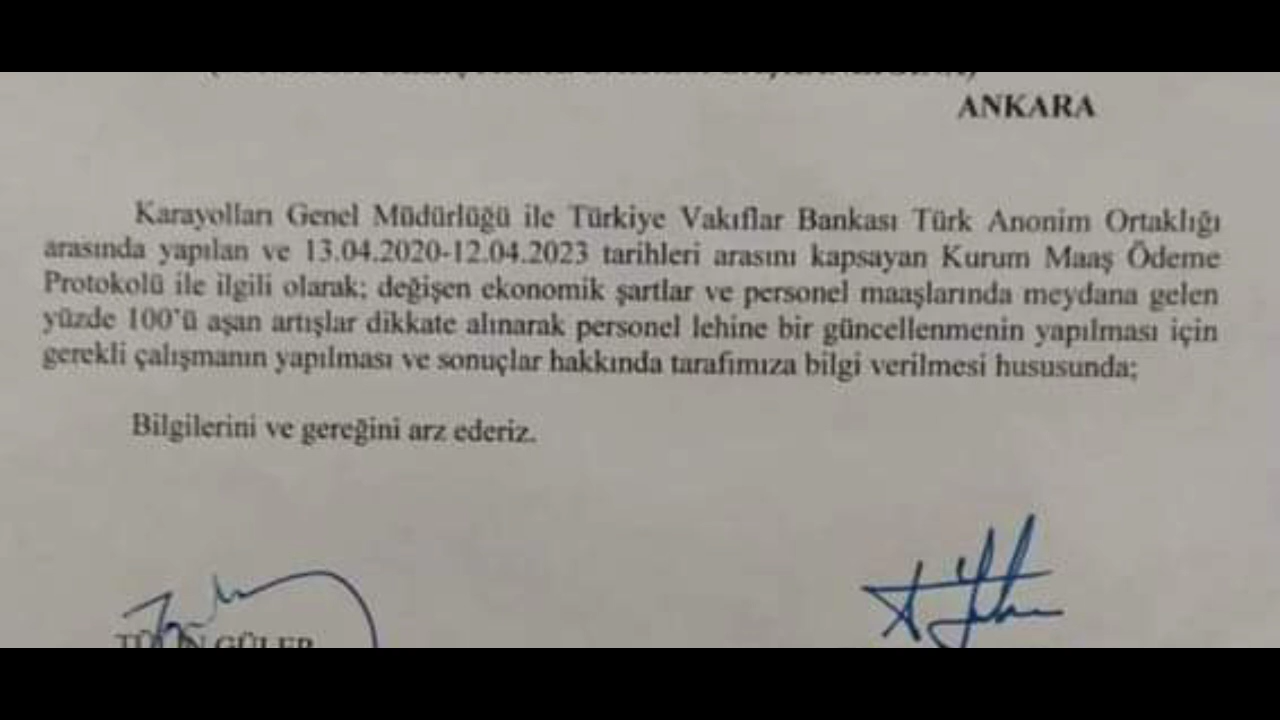 ANKARA
Karayolları Genel Müdürlüğü ile Türkiye Vakıflar Bankası Türk Anonim Ortaklığı
arasında yapılan ve 13.04.2020-12.04.2023 tarihleri arasını kapsayan Kurum Maaş Ödeme
Protokolü ile ilgili olarak; değişen ekonomik şartlar ve personel maaşlarında meydana gelen
yüzde 100'ü aşan artışlar dikkate alınarak personel lehine bir güncellenmenin yapılması için
gerekli çalışmanın yapılması ve sonuçlar hakkında tarafımıza bilgi verilmesi hususunda;
Bilgilerini ve gereğini arz ederiz.
GÜLER